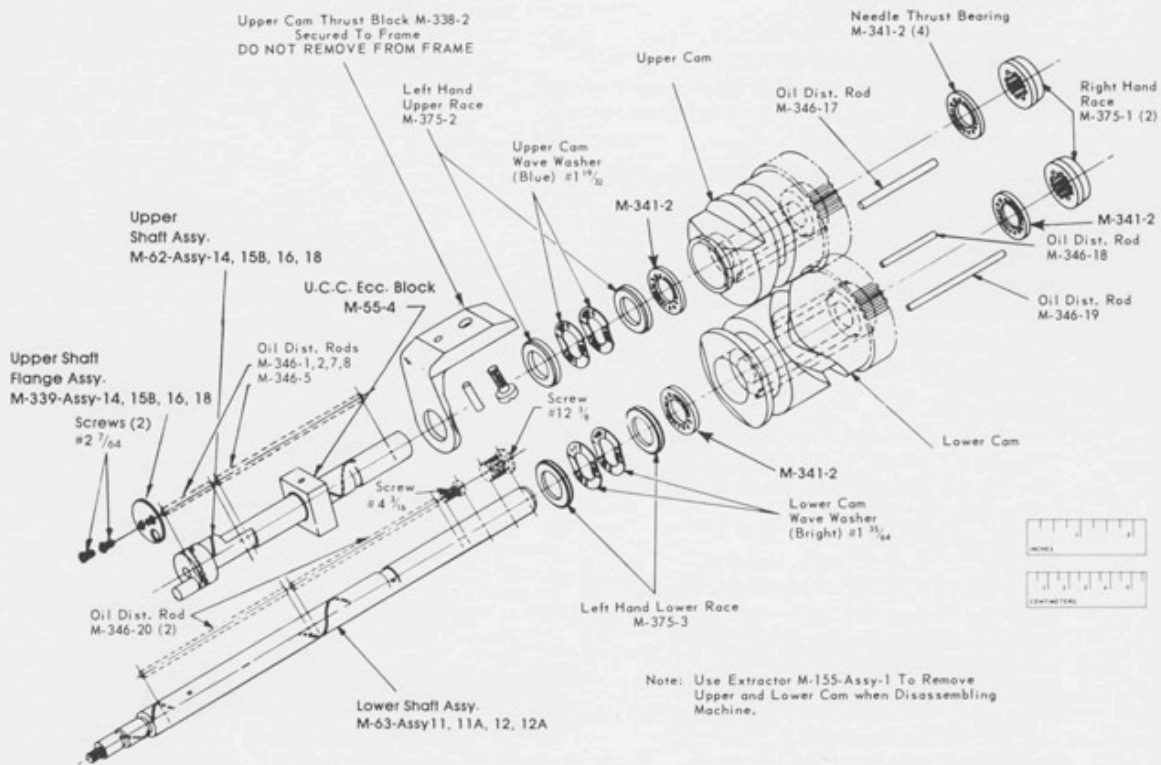 Upper Cam Thrust Block M-338-2
Secured To Frame
DO NOT REMOVE FROM FRAME
Needle Thrust Bearing
M-341-2 (4)
Upper Cam
Left Hand
Upper Race
M-375-2
Oil Dist. Rod
M-346-17
Right Hand
Race
M-375-1 (2)
Upper Cam
Wave Washer
(Blue) #1 19/32
M-341-2
Upper
Shaft Assy.
M-62-Assy-14, 15B, 16, 18
M-341-2
Oil Dist. Rod
M-346-18
U.C.C. Ecc. Block
M-55-4
Oil Dist. Rod
M-346-19
Upper Shaft
Flange Assy.
M-339-Assy-14, 15B, 16, 18
Oil Dist. Rods
M-346-1, 2, 7, 8
M-346-5
Screws (2)
#2 7/64
Screw
#12 3/8
Lower Cam
M-341-2
Screw
#4 3/16
Lower Cam
Wave Washer
(Bright) #1 35/64
INCHES
CENTIMETERS
Oil Dist. Rod
M-346-20 (2)
Left Hand Lower Race
M-375-3
Note: Use Extractor M-155-Assy-1 To Remove
Upper and Lower Cam when Disassembling
Machine.
Lower Shaft Assy.
M-63-Assy11, 11A, 12, 12A